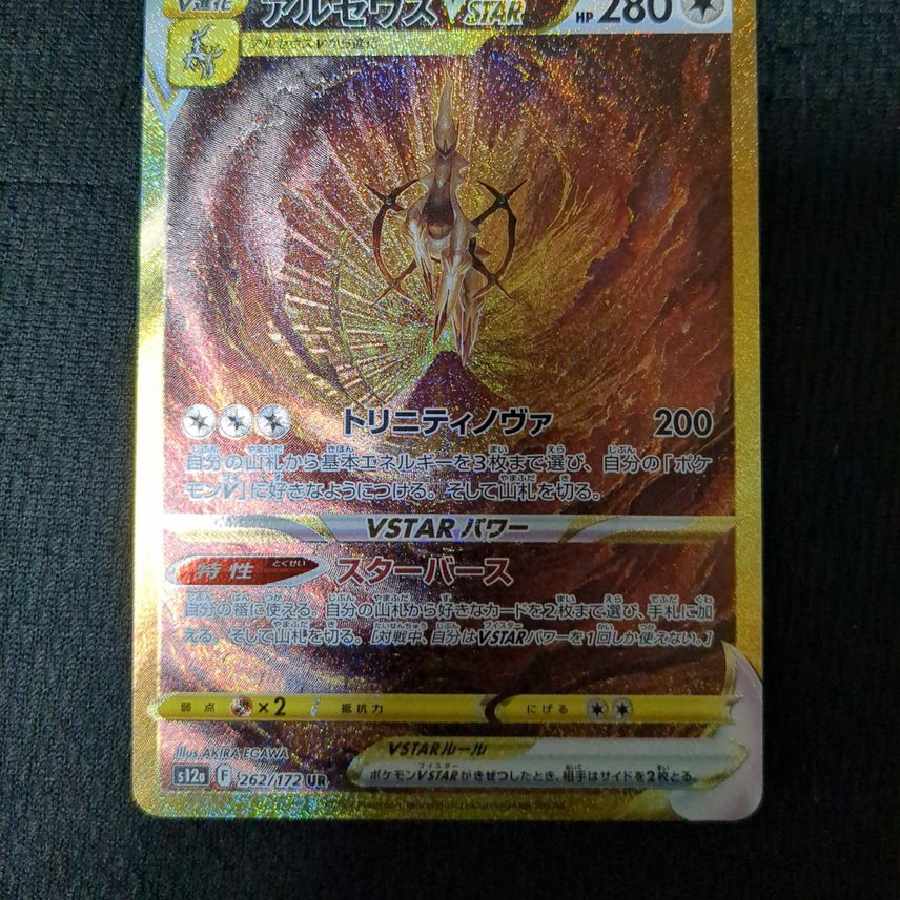 V進化
アルセウス VSTAR HP 280
アルセウスVから進化
トリニティノヴァ 200
自分の山札から基本エネルギーを3枚まで選び、自分の「ポケ
モンV」に好きなようにつける。そして山札を切る。
VSTARパワー
特性 とくせい スターバース
自分の番に使える。自分の山札から好きなカードを2枚まで選び、手札に加
える。そして山札を切る。[対戦中、自分はVSTARパワーを1回しか使えない。]
弱点 ×2 抵抗力 にげる
illus. AKIRA EGAWA
VSTARルール
s12a F 262/172 UR
ポケモンVSTARがきぜつしたとき、相手はサイドを2枚とる。